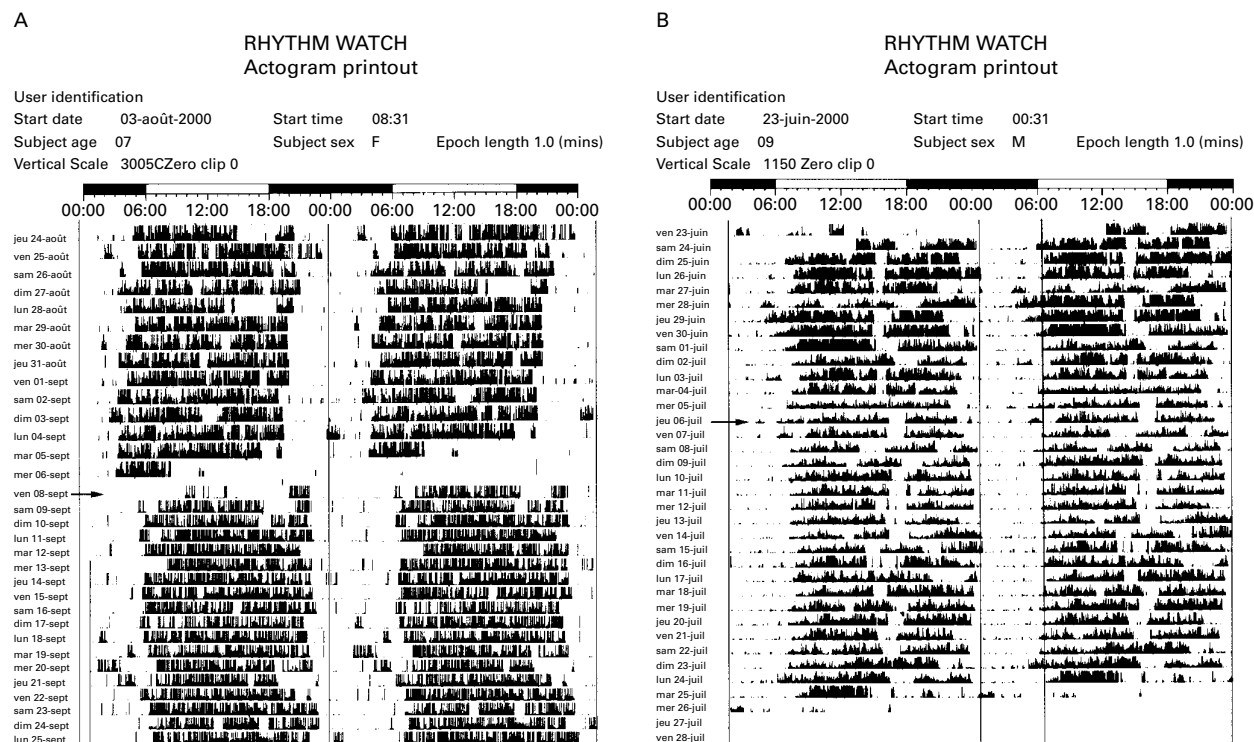 A
RHYTHM WATCH
Actogram printout
User identification
Start date 03-août-2000 Start time 08:31
Subject age 07 Subject sex F Epoch length 1.0 (mins)
Vertical Scale 3005CZero clip 0
00:00 06:00 12:00 18:00 00:00 06:00 12:00 18:00 00:00
jeu 24-août
ven 25-août
sam 26-août
dim 27-août
lun 28-août
mar 29-août
mer 30-août
jeu 31-août
ven 01-sept
sam 02-sept
dim 03-sept
lun 04-sept
mar 05-sept
mer 06-sept
ven 08-sept
sam 09-sept
dim 10-sept
lun 11-sept
mar 12-sept
mer 13-sept
jeu 14-sept
ven 15-sept
sam 16-sept
dim 17-sept
lun 18-sept
mar 19-sept
mer 20-sept
jeu 21-sept
ven 22-sept
sam 23-sept
dim 24-sept
lun 25-sept
B
RHYTHM WATCH
Actogram printout
User identification
Start date 23-juin-2000 Start time 00:31
Subject age 09 Subject sex M Epoch length 1.0 (mins)
Vertical Scale 1150 Zero clip 0
00:00 06:00 12:00 18:00 00:00 06:00 12:00 18:00 00:00
ven 23-juin
sam 24-juin
dim 25-juin
lun 26-juin
mar 27-juin
mer 28-juin
jeu 29-juin
ven 30-juin
sam 01-juil
dim 02-juil
lun 03-juil
mar-04-juil
mer 05-juil
jeu 06-juil
ven 07-juil
sam 08-juil
dim 09-juil
lun 10-juil
mar 11-juil
mer 12-juil
jeu 13-juil
ven 14-juil
sam 15-juil
dim 16-juil
lun 17-juil
mar 18-juil
mer 19-juil
jeu 20-juil
ven 21-juil
sam 22-juil
dim 23-juil
lun 24-juil
mar 25-juil
mer 26-juil
jeu 27-juil
ven 28-juil